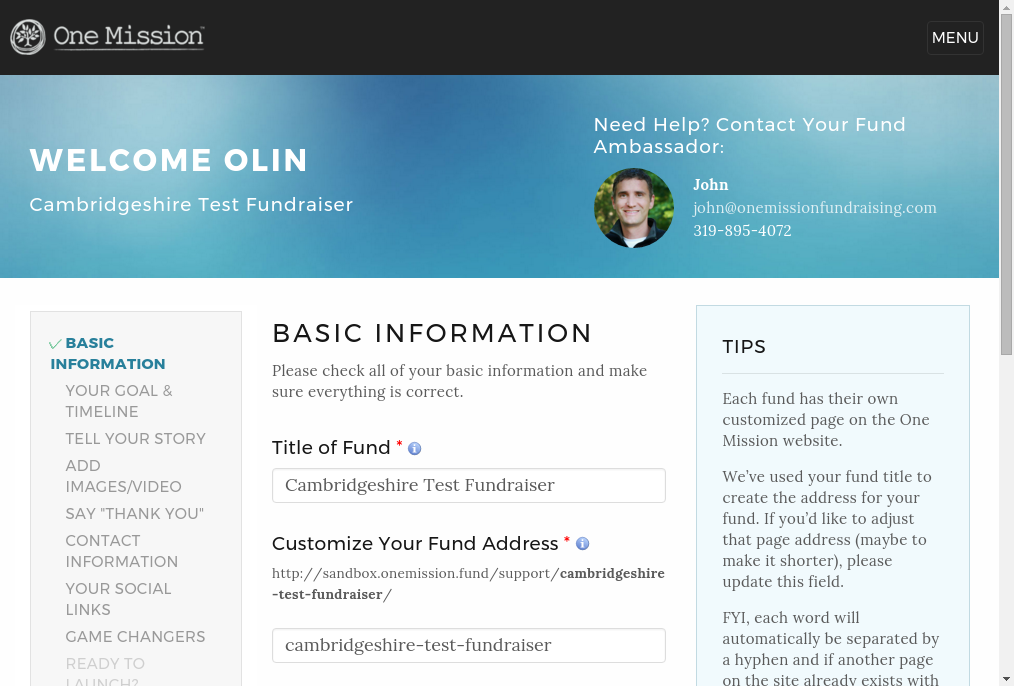 One Mission
MENU
WELCOME OLIN
Cambridgeshire Test Fundraiser
Need Help? Contact Your Fund
Ambassador:
John
john@onemissionfundraising.com
319-895-4072
BASIC
INFORMATION
YOUR GOAL &
TIMELINE
TELL YOUR STORY
ADD
IMAGES/VIDEO
SAY "THANK YOU"
CONTACT
INFORMATION
YOUR SOCIAL
LINKS
GAME CHANGERS
READY TO
LAUNCH?
BASIC INFORMATION
Please check all of your basic information and make
sure everything is correct.
Title of Fund *
Cambridgeshire Test Fundraiser
Customize Your Fund Address *
http://sandbox.onemission.fund/support/cambridgeshire
-test-fundraiser/
cambridgeshire-test-fundraiser
TIPS
Each fund has their own
customized page on the One
Mission website.
We've used your fund title to
create the address for your
fund. If you'd like to adjust
that page address (maybe to
make it shorter), please
update this field.
FYI, each word will
automatically be separated by
a hyphen and if another page
on the site already exists with